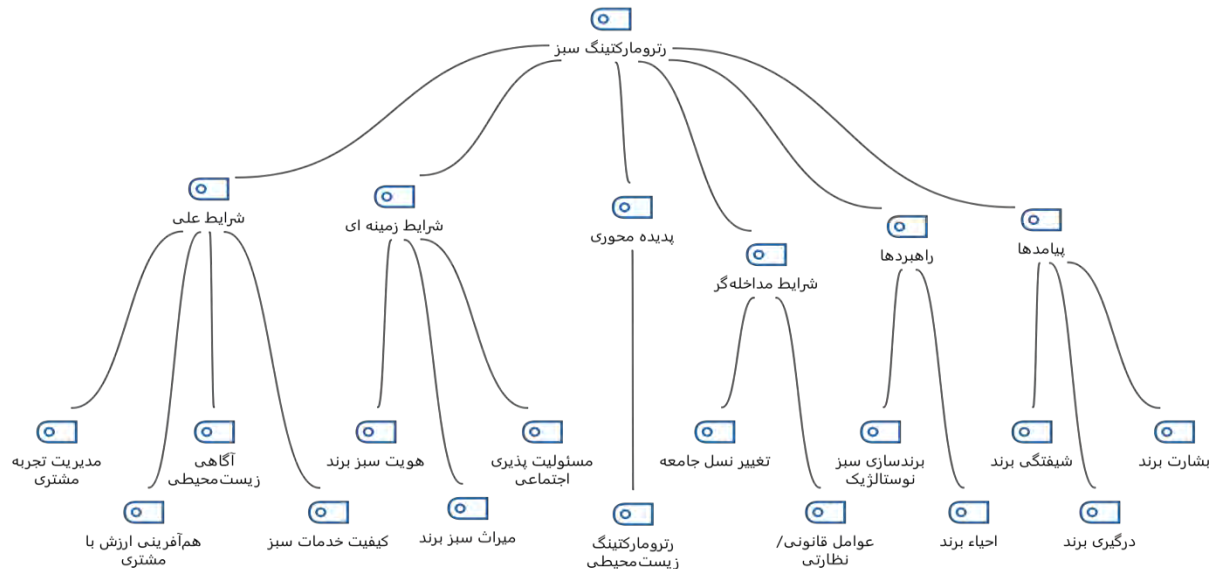 رترومارکتینگ سبز
پیامدها
راهبردها
شرایط مداخله‌گر
پدیده محوری
شرایط زمینه ای
شرایط علی
بشارت برند
درگیری برند
شیفتگی برند
احیاء برند
برندسازی سبز
نوستالژیک
عوامل قانونی/
نظارتی
تغییر نسل جامعه
رترومارکتینگ
زیست‌محیطی
مسئولیت پذیری
اجتماعی
میراث سبز برند
هویت سبز برند
کیفیت خدمات سبز
آگاهی
زیست‌محیطی
هم‌آفرینی ارزش با
مشتری
مدیریت تجربه
مشتری